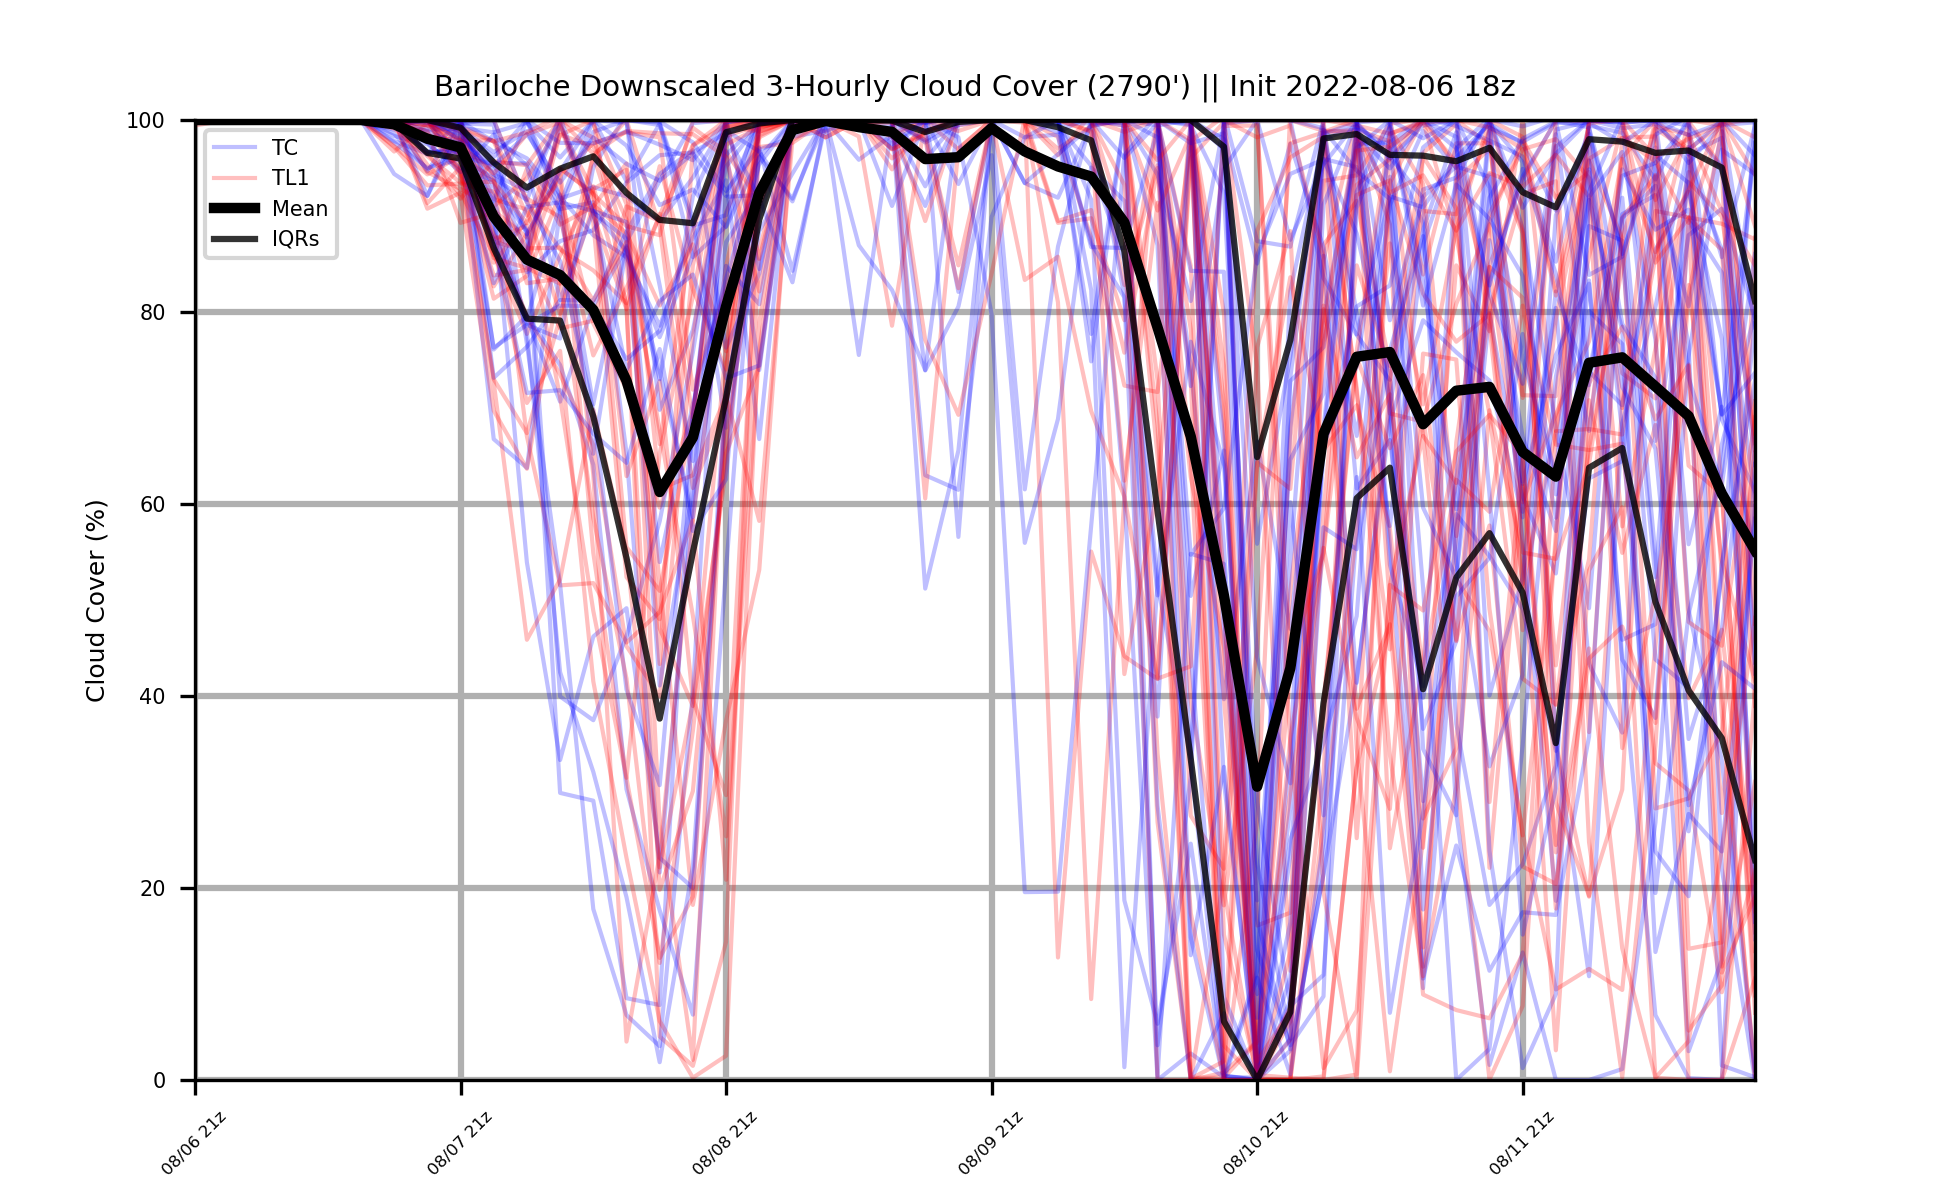 Bariloche Downscaled 3-Hourly Cloud Cover (2790') || Init 2022-08-06 18z
TC
TL1
Mean
IQRs
Cloud Cover (%)
100
80
60
40
20
0
08/06 21z
08/07 21z
08/08 21z
08/09 21z
08/10 21z
08/11 21z